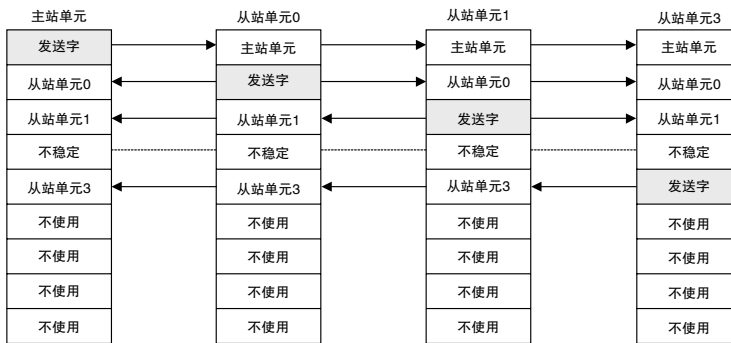 主站单元 从站单元0 从站单元1 从站单元3
发送字 主站单元 主站单元 主站单元
从站单元0 发送字 从站单元0 从站单元0
从站单元1 从站单元1 发送字 从站单元1
不稳定 不稳定 不稳定 不稳定
从站单元3 从站单元3 从站单元3 发送字
不使用 不使用 不使用 不使用
不使用 不使用 不使用 不使用
不使用 不使用 不使用 不使用
不使用 不使用 不使用 不使用